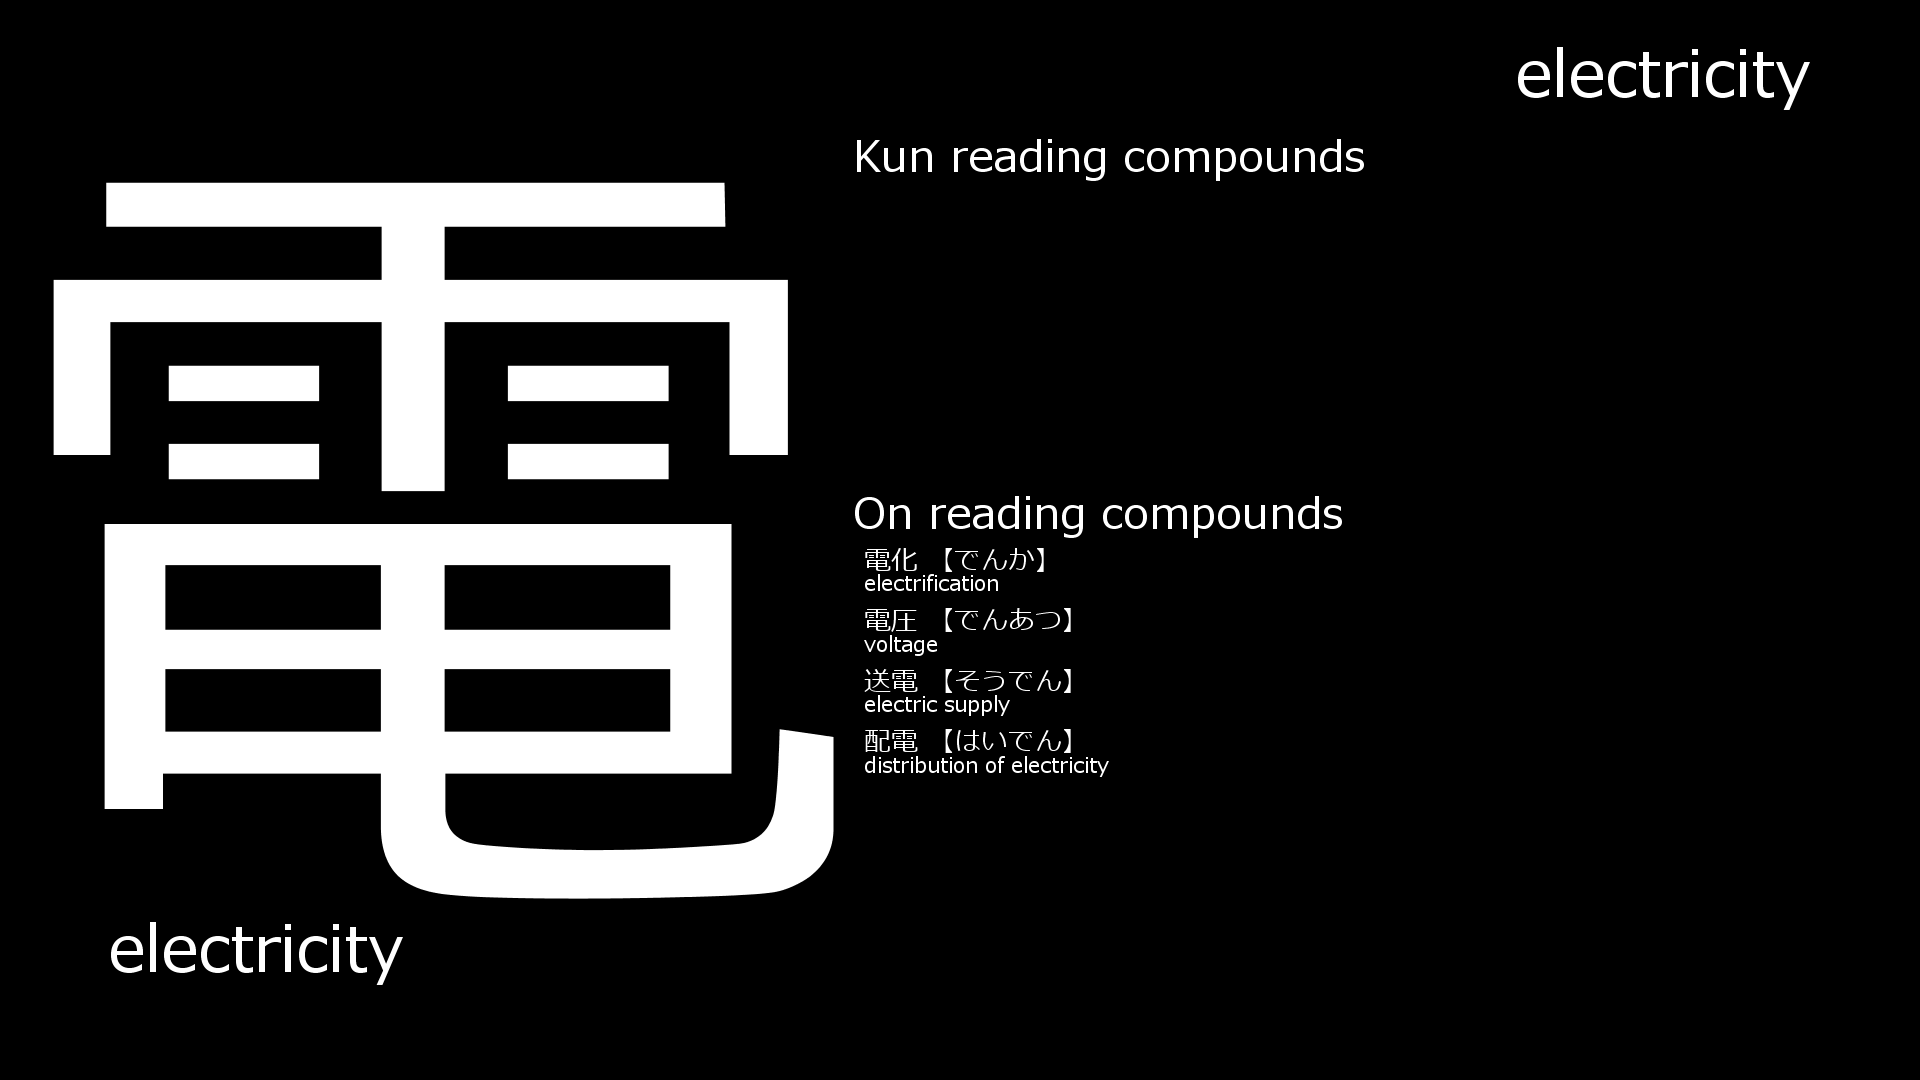 electricity
Kun reading compounds
電
On reading compounds
電化 【でんか】
electrification
電圧 【でんあつ】
voltage
送電 【そうでん】
electric supply
配電 【はいでん】
distribution of electricity
electricity